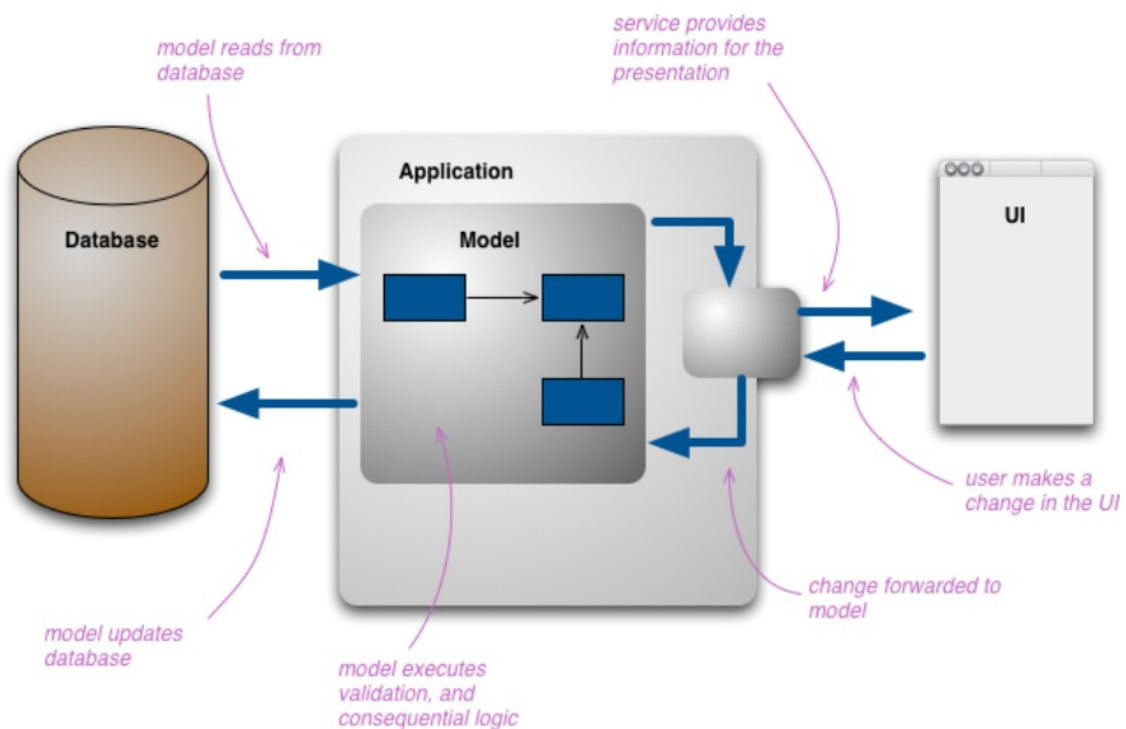 model reads from
database
service provides
information for the
presentation
Application
Database
Model
UI
user makes a
change in the UI
change forwarded to
model
model updates
database
model executes
validation, and
consequential logic